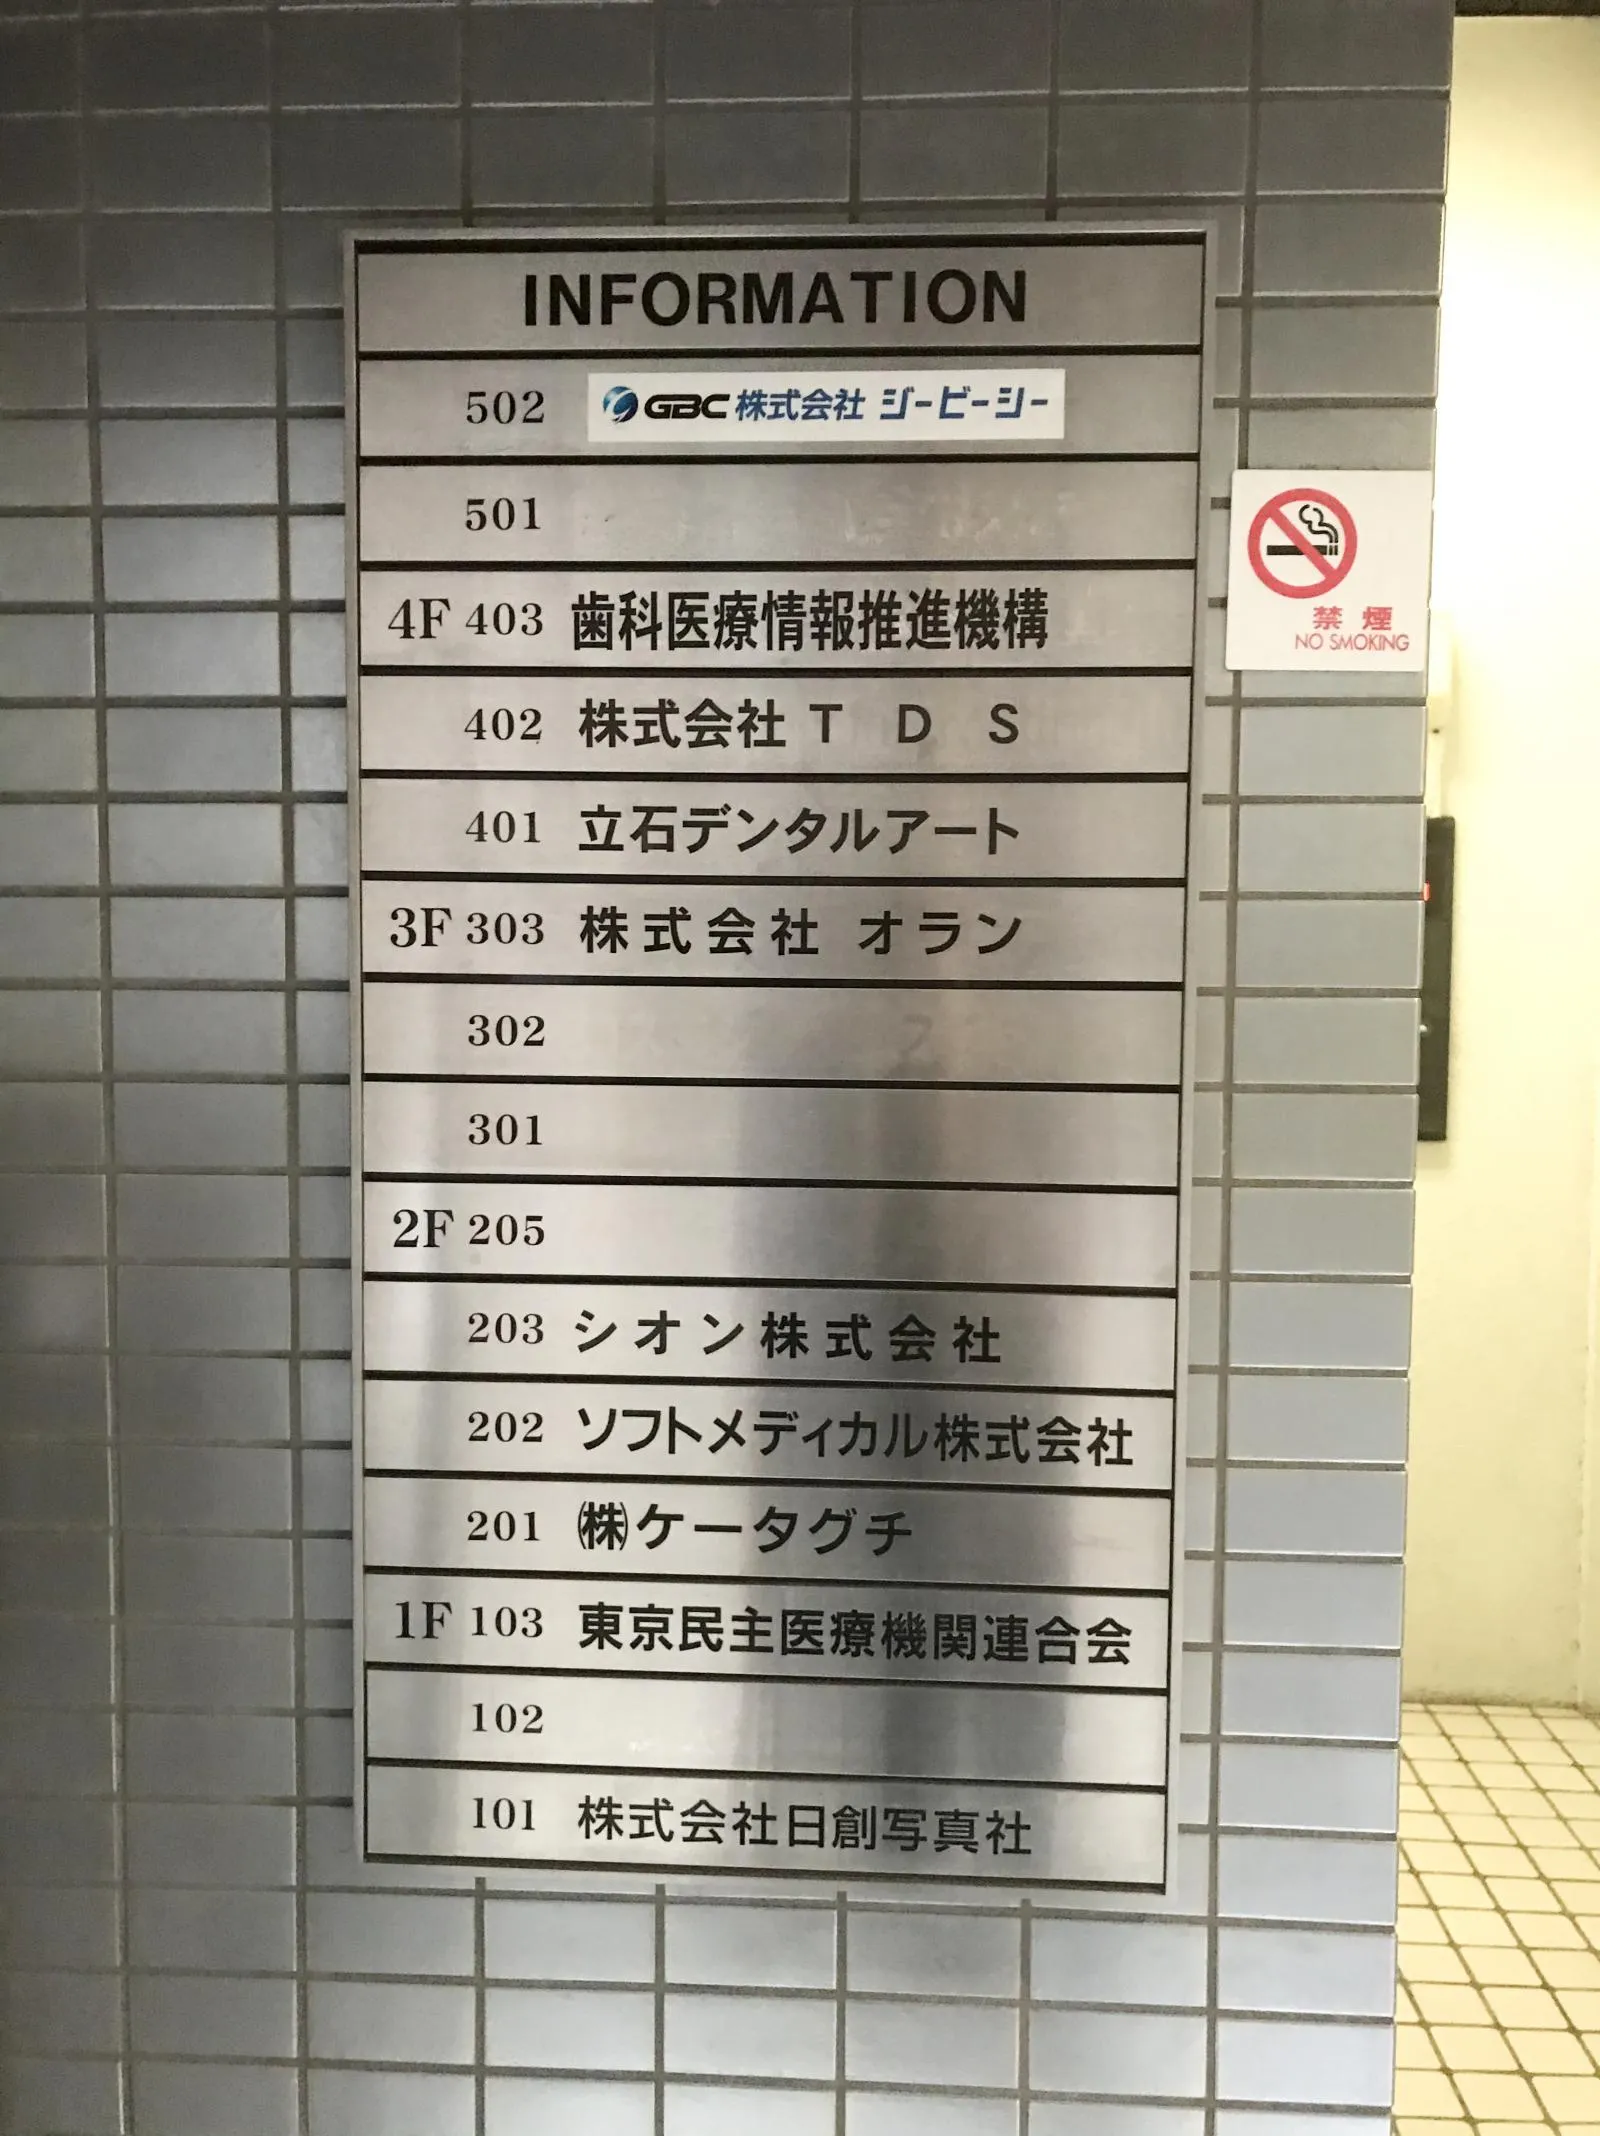 INFORMATION
502 GBC 株式会社 ジービーシー
501
4F 403 歯科医療情報推進機構
402 株式会社 T D S
401 立石デンタルアート
3F 303 株式会社 オラン
302
301
2F 205
203 シオン株式会社
202 ソフトメディカル株式会社
201 ㈱ケータグチ
1F 103 東京民主医療機関連合会
102
101 株式会社日創写真社
禁煙
NO SMOKING